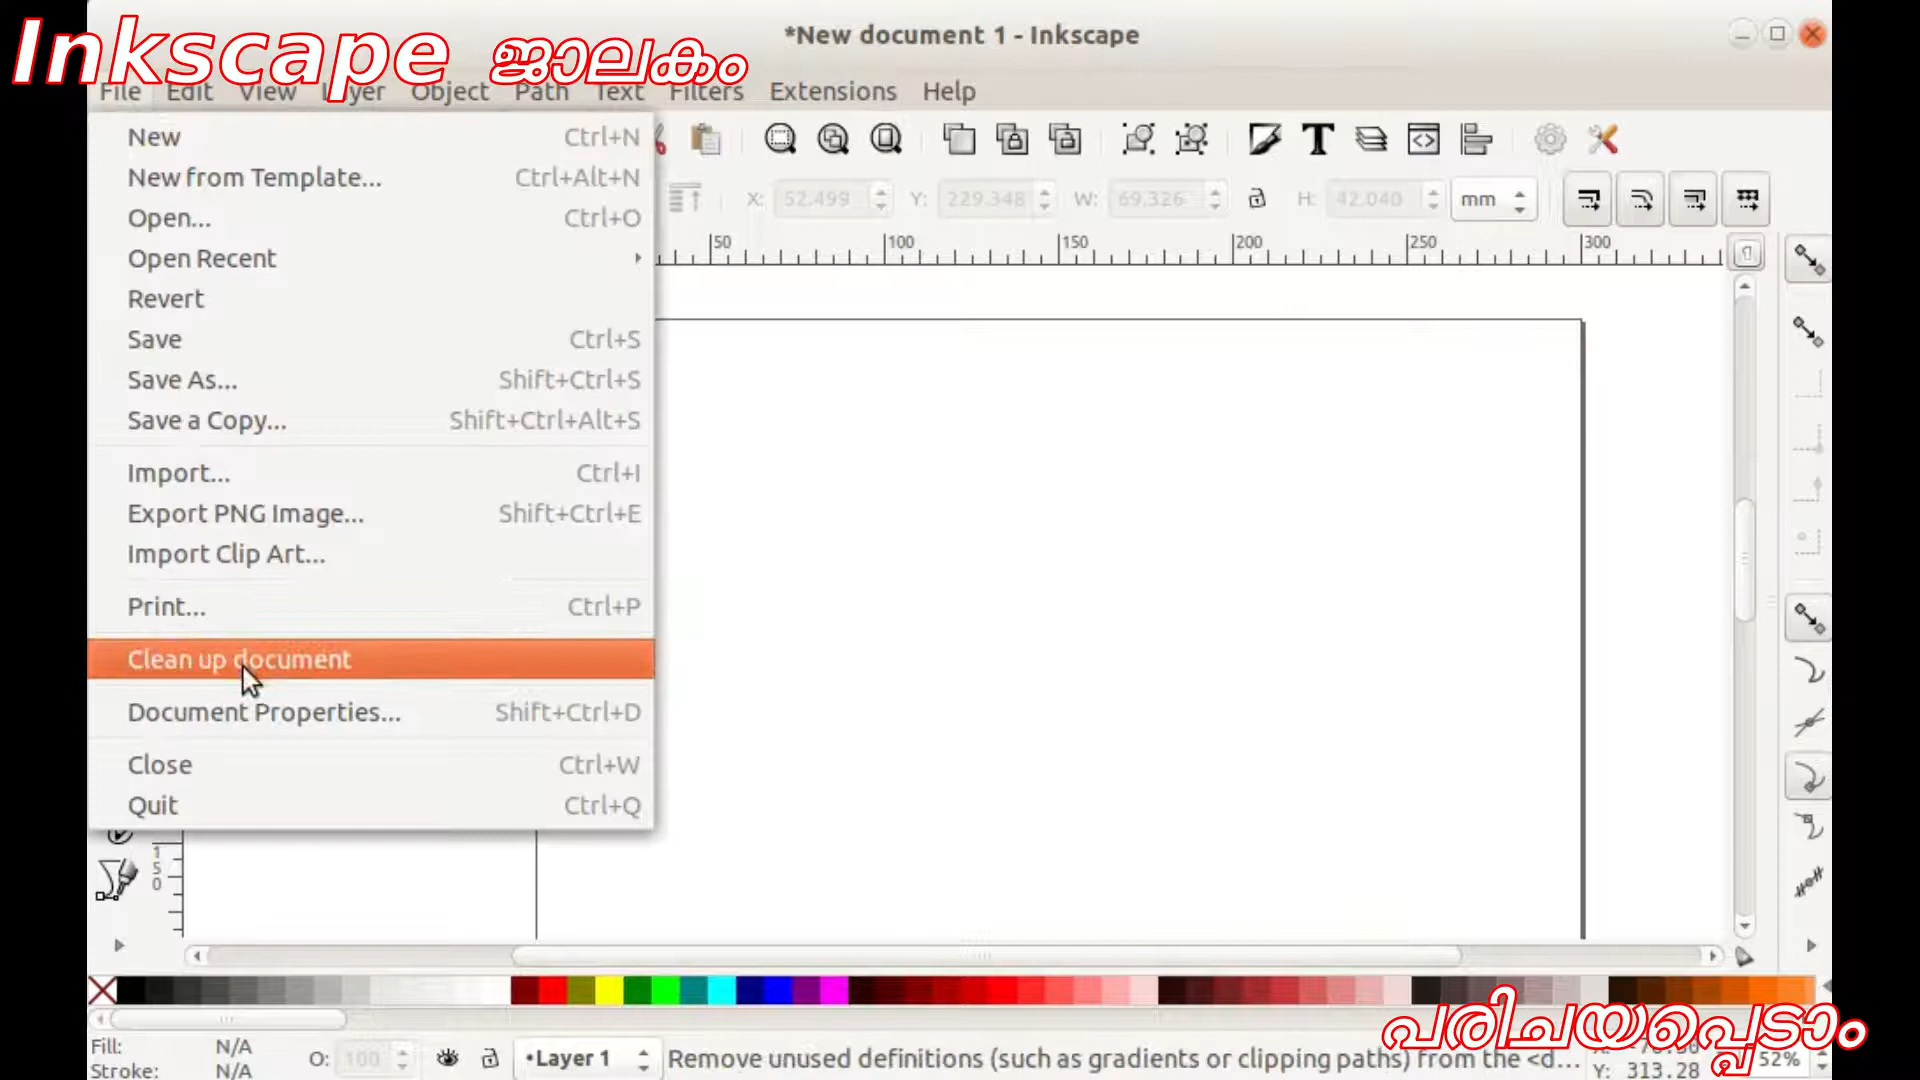 Inkscape ജാലകം
*New document 1 - Inkscape
File Edit View Layer Object Path Text Filters Extensions Help
New Ctrl+N
New from Template... Ctrl+Alt+N
X: 52.499 Y: 229.348 W: 69.326 H: 42.040 mm
Open... Ctrl+O
50 100 150 200 250 300
Open Recent
Revert
Save Ctrl+S
Save As... Shift+Ctrl+S
Save a Copy... Shift+Ctrl+Alt+S
Import... Ctrl+I
Export PNG Image... Shift+Ctrl+E
Import Clip Art...
Print... Ctrl+P
Clean up document
Document Properties... Shift+Ctrl+D
Close Ctrl+W
Quit Ctrl+Q
150
പരിചയപ്പെടാം
Fill: N/A O: 100 •Layer 1 Remove unused definitions (such as gradients or clipping paths) from the <d... X: 52%
Stroke: N/A Y: 313.28